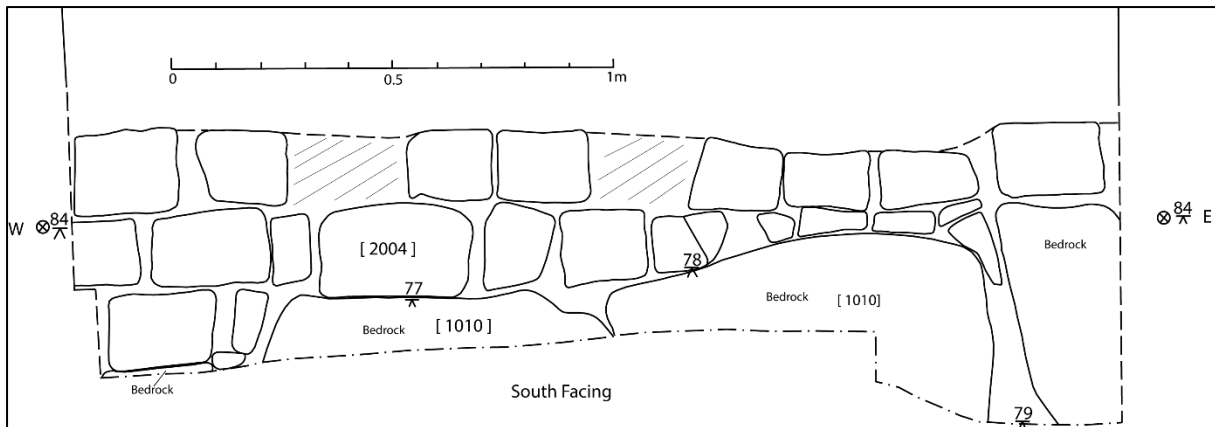 0 0.5 1m
W 84
84 E
[ 2004 ]
Bedrock
78
77
Bedrock [ 1010 ]
Bedrock [ 1010]
Bedrock
South Facing
79